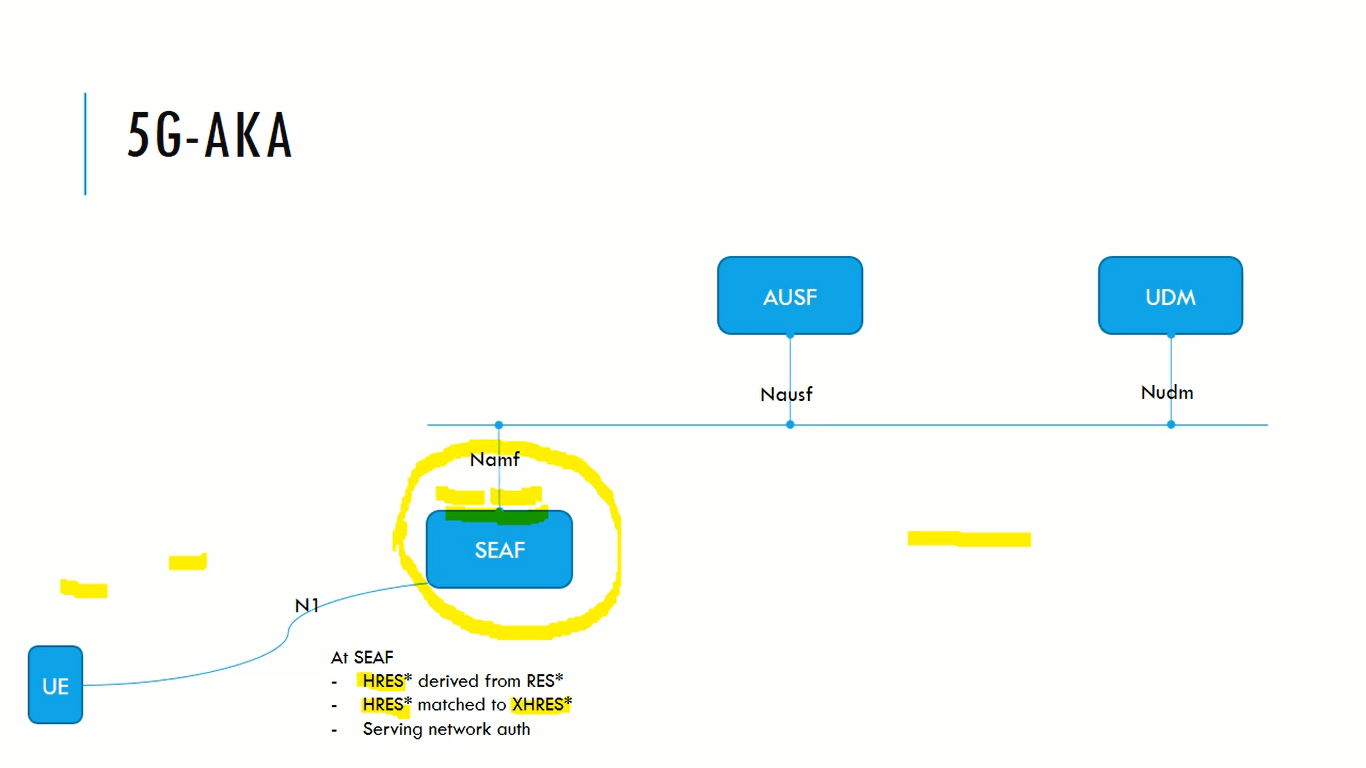 5G-AKA
AUSF
UDM
Nausf
Nudm
Namf
SEAF
N1
UE
At SEAF
- HRES* derived from RES*
- HRES* matched to XHRES*
- Serving network auth